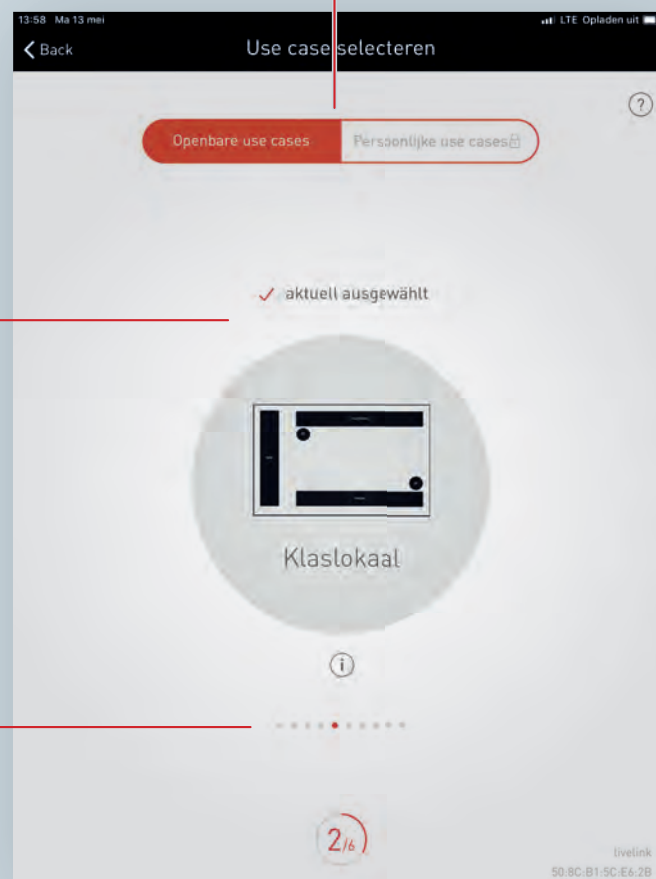 13:58 Ma 13 mei
LTE Opladen uit
Back
Use case selecteren
?
Openbare use cases
Persoonlijke use cases
aktuell ausgewählt
Klaslokaal
i
2/6
livelink
50:8C:B1:5C:E6:2B